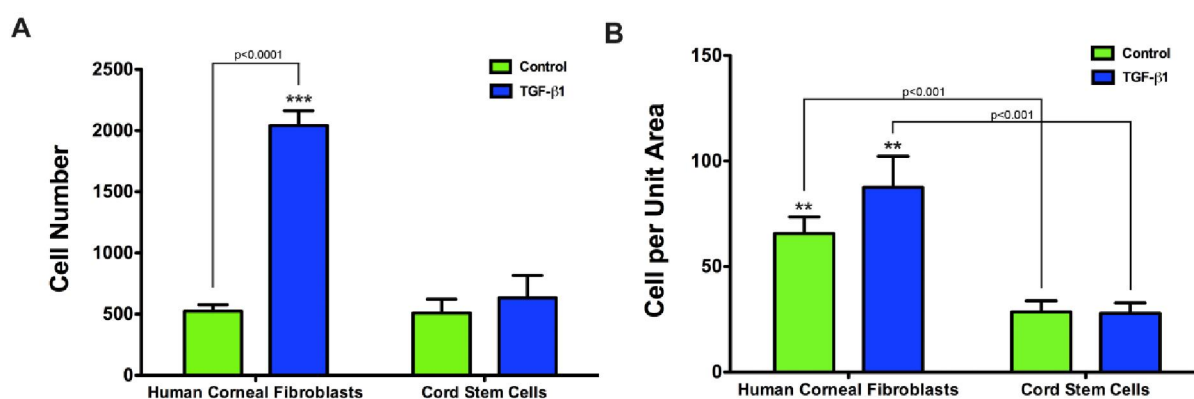 A
p<0.0001
Control
TGF-β1
***
2500
2000
1500
1000
500
0
Cell Number
Human Corneal Fibroblasts
Cord Stem Cells
B
Control
TGF-β1
p<0.001
p<0.001
**
**
150
100
50
0
Cell per Unit Area
Human Corneal Fibroblasts
Cord Stem Cells